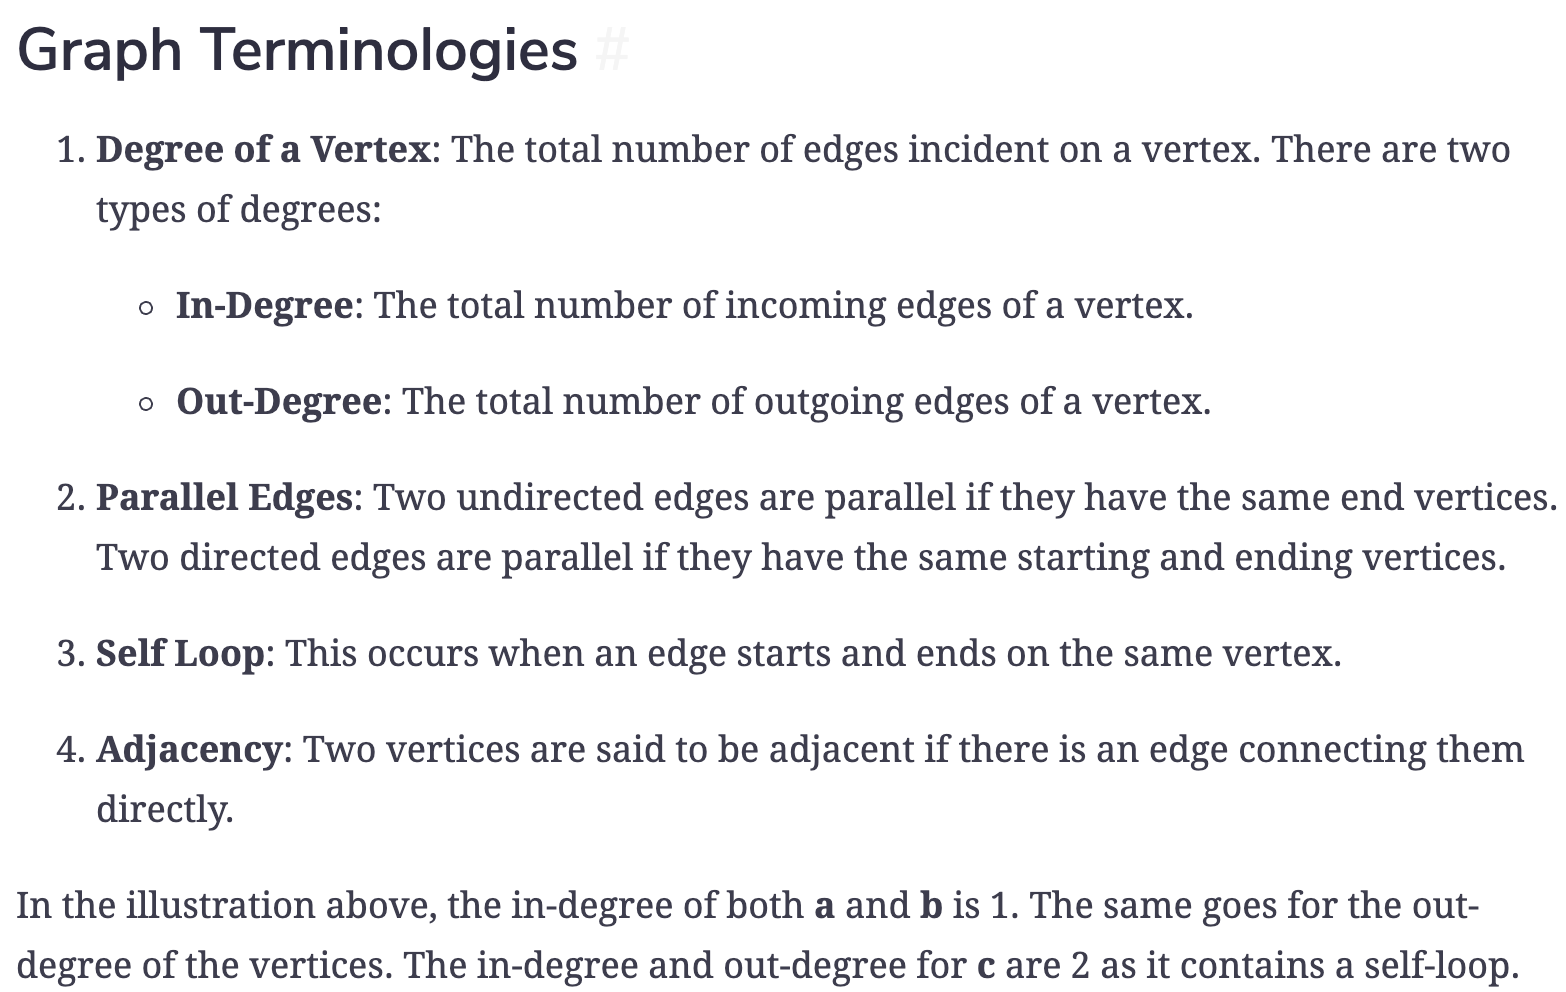 Graph Terminologies #
1. Degree of a Vertex: The total number of edges incident on a vertex. There are two
types of degrees:
In-Degree: The total number of incoming edges of a vertex.
Out-Degree: The total number of outgoing edges of a vertex.
2. Parallel Edges: Two undirected edges are parallel if they have the same end vertices.
Two directed edges are parallel if they have the same starting and ending vertices.
3. Self Loop: This occurs when an edge starts and ends on the same vertex.
4. Adjacency: Two vertices are said to be adjacent if there is an edge connecting them
directly.
In the illustration above, the in-degree of both a and b is 1. The same goes for the out-
degree of the vertices. The in-degree and out-degree for c are 2 as it contains a self-loop.